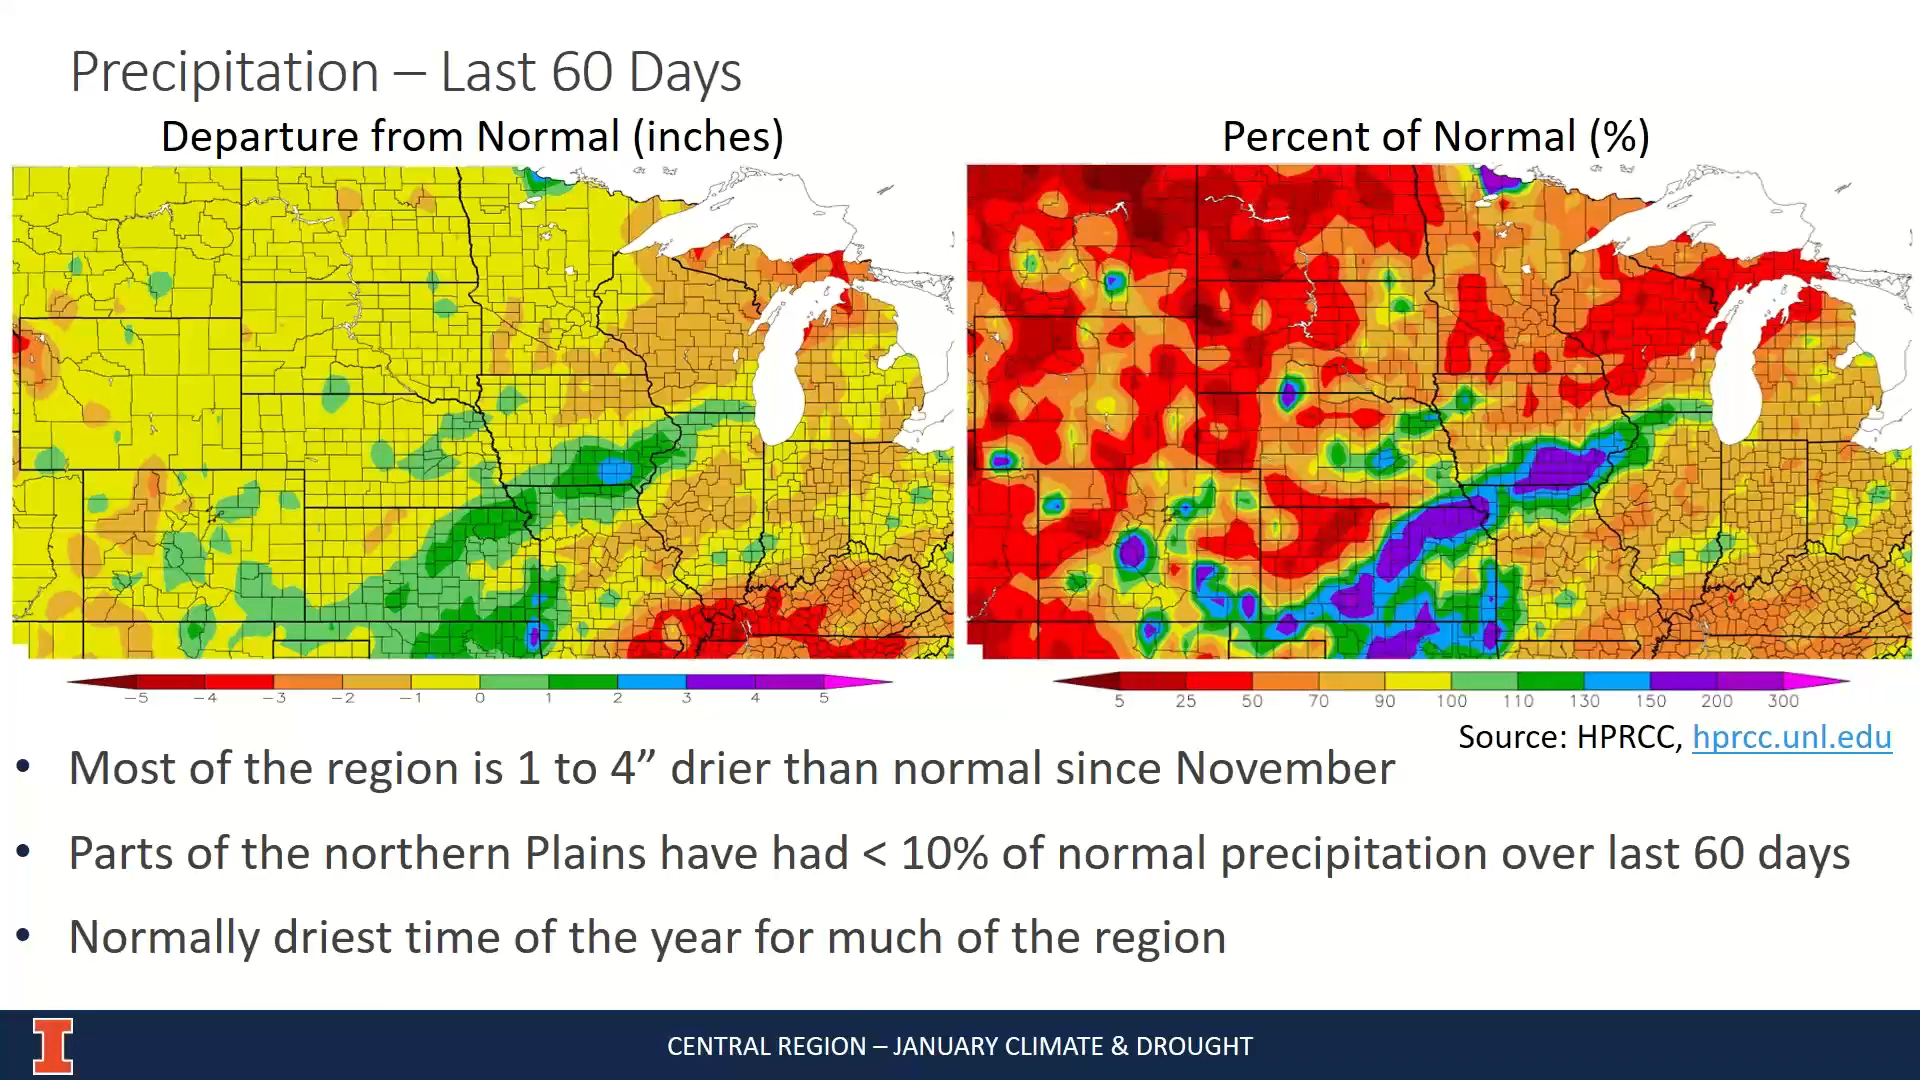 Precipitation – Last 60 Days
Departure from Normal (inches)
Percent of Normal (%)
−5 −4 −3 −2 −1 0 1 2 3 4 5
5 25 50 70 90 100 110 130 150 200 300
Source: HPRCC, hprcc.unl.edu
• Most of the region is 1 to 4” drier than normal since November
• Parts of the northern Plains have had < 10% of normal precipitation over last 60 days
• Normally driest time of the year for much of the region
I
CENTRAL REGION – JANUARY CLIMATE & DROUGHT